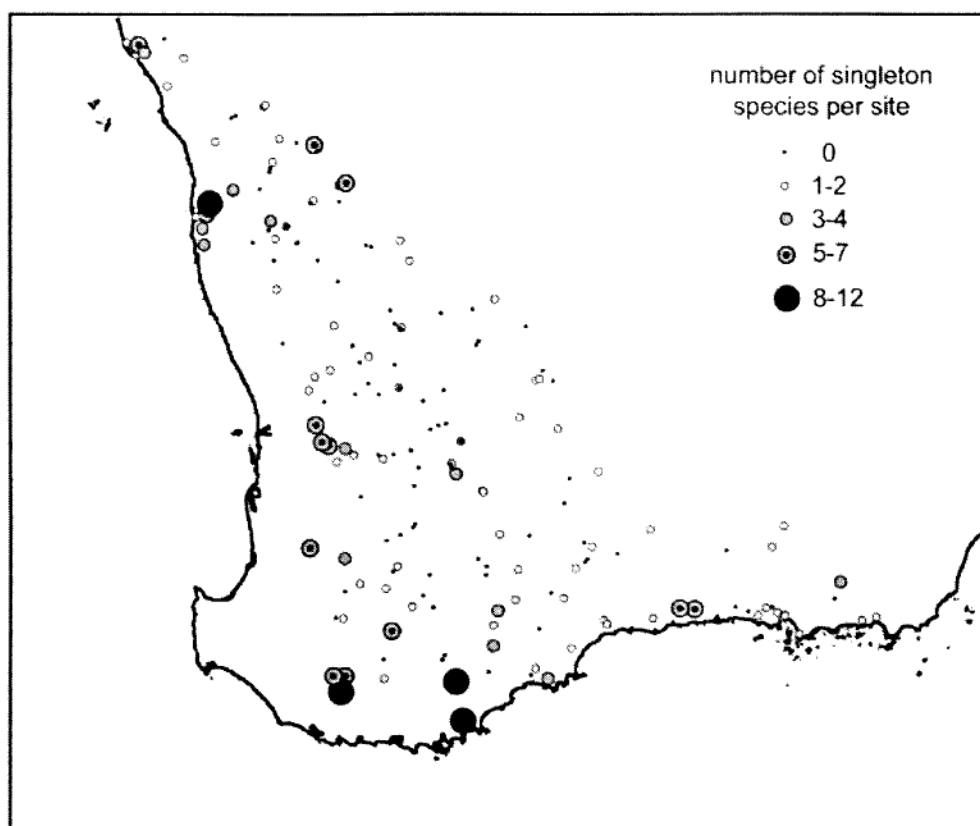 number of singleton
species per site
0
1-2
3-4
5-7
8-12